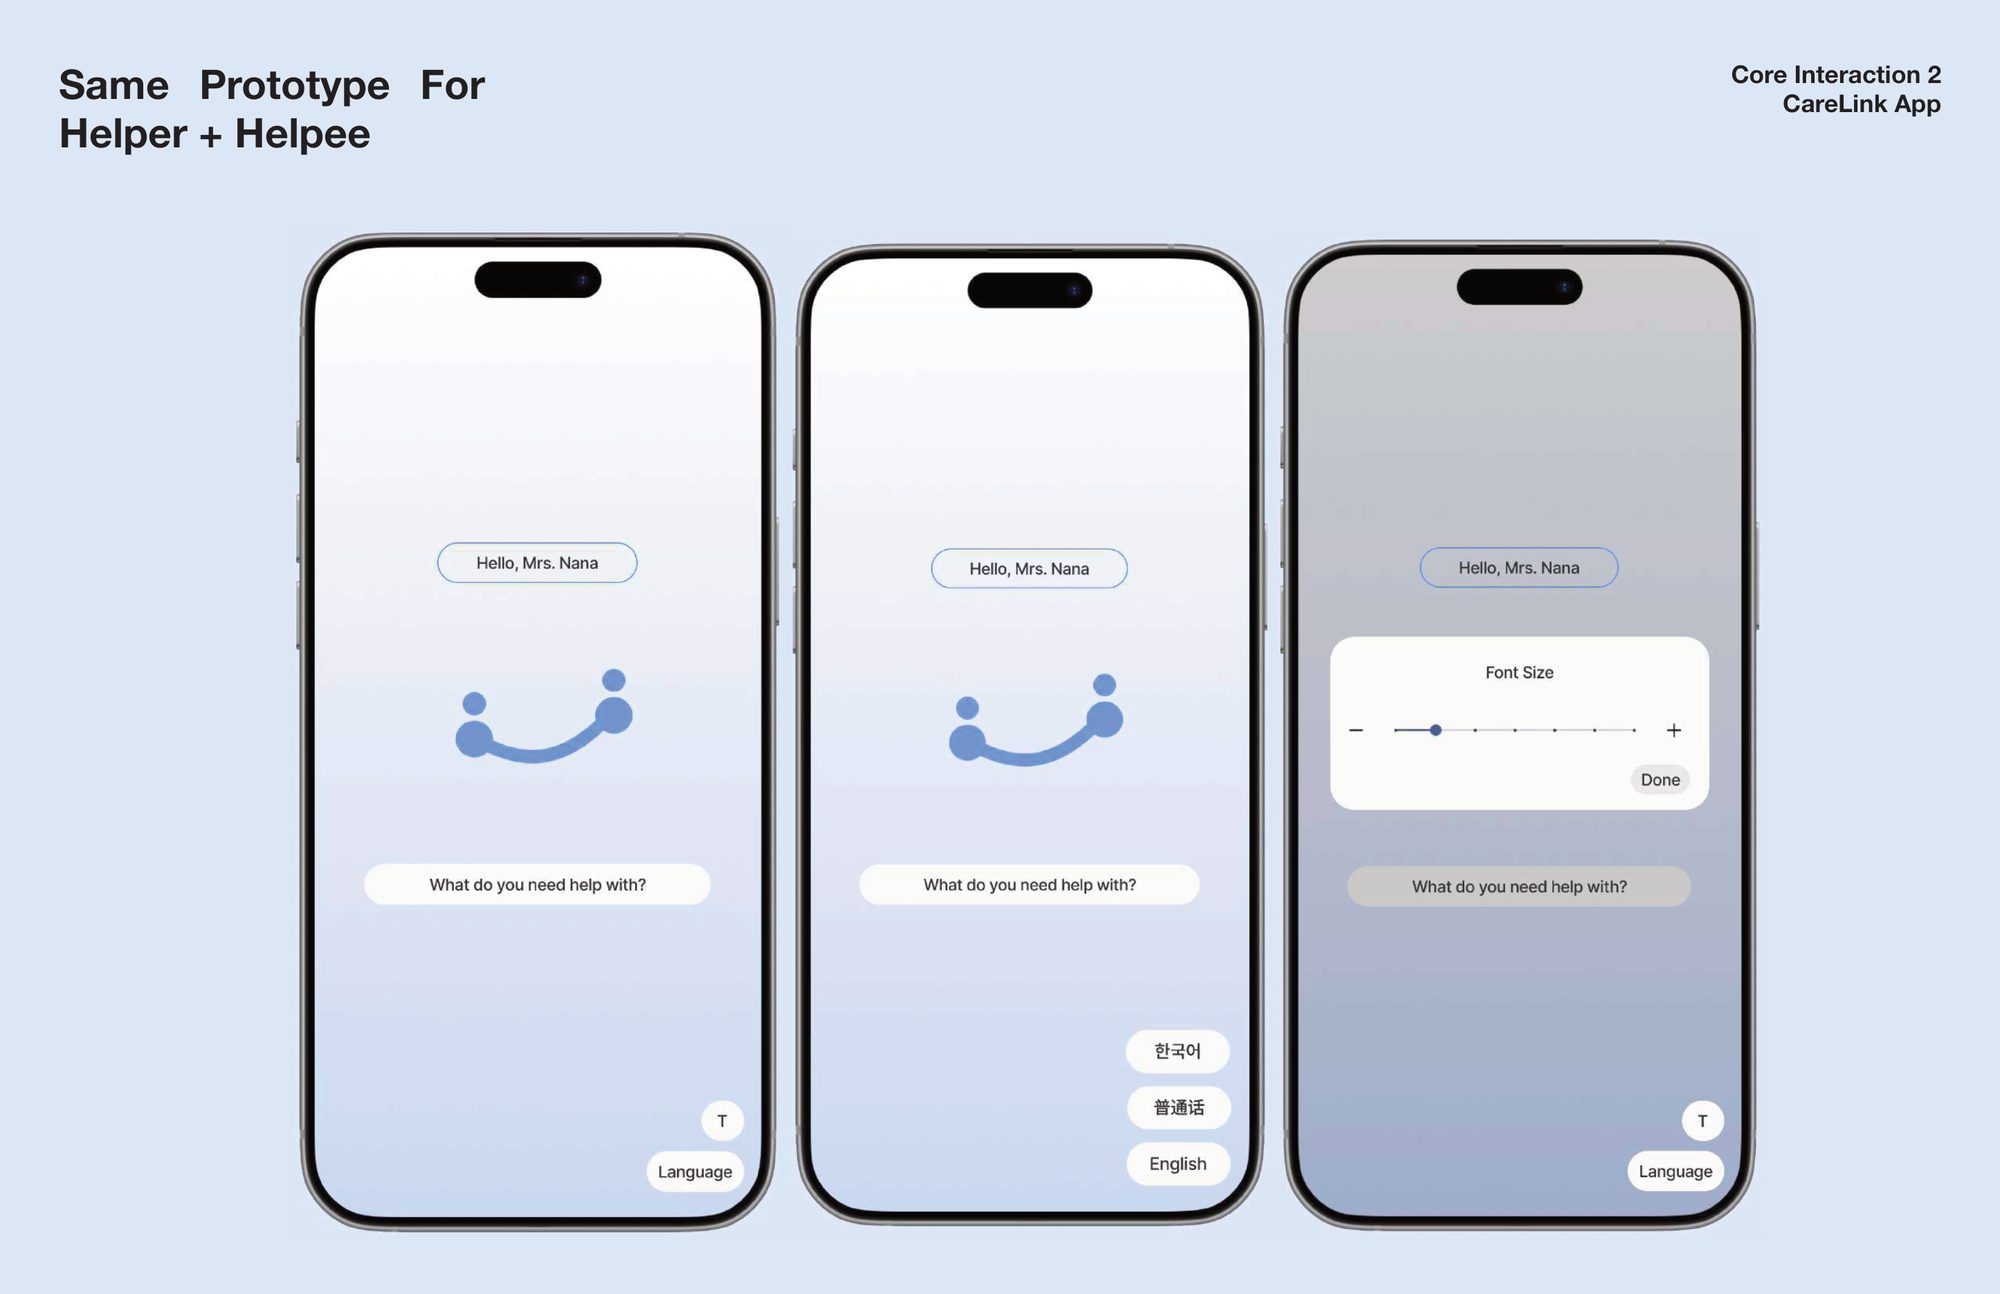 Same Prototype For
Helper + Helpee
Core Interaction 2
CareLink App
Hello, Mrs. Nana
What do you need help with?
T
Language
Hello, Mrs. Nana
What do you need help with?
한국어
普通话
English
Hello, Mrs. Nana
Font Size
− +
Done
What do you need help with?
T
Language